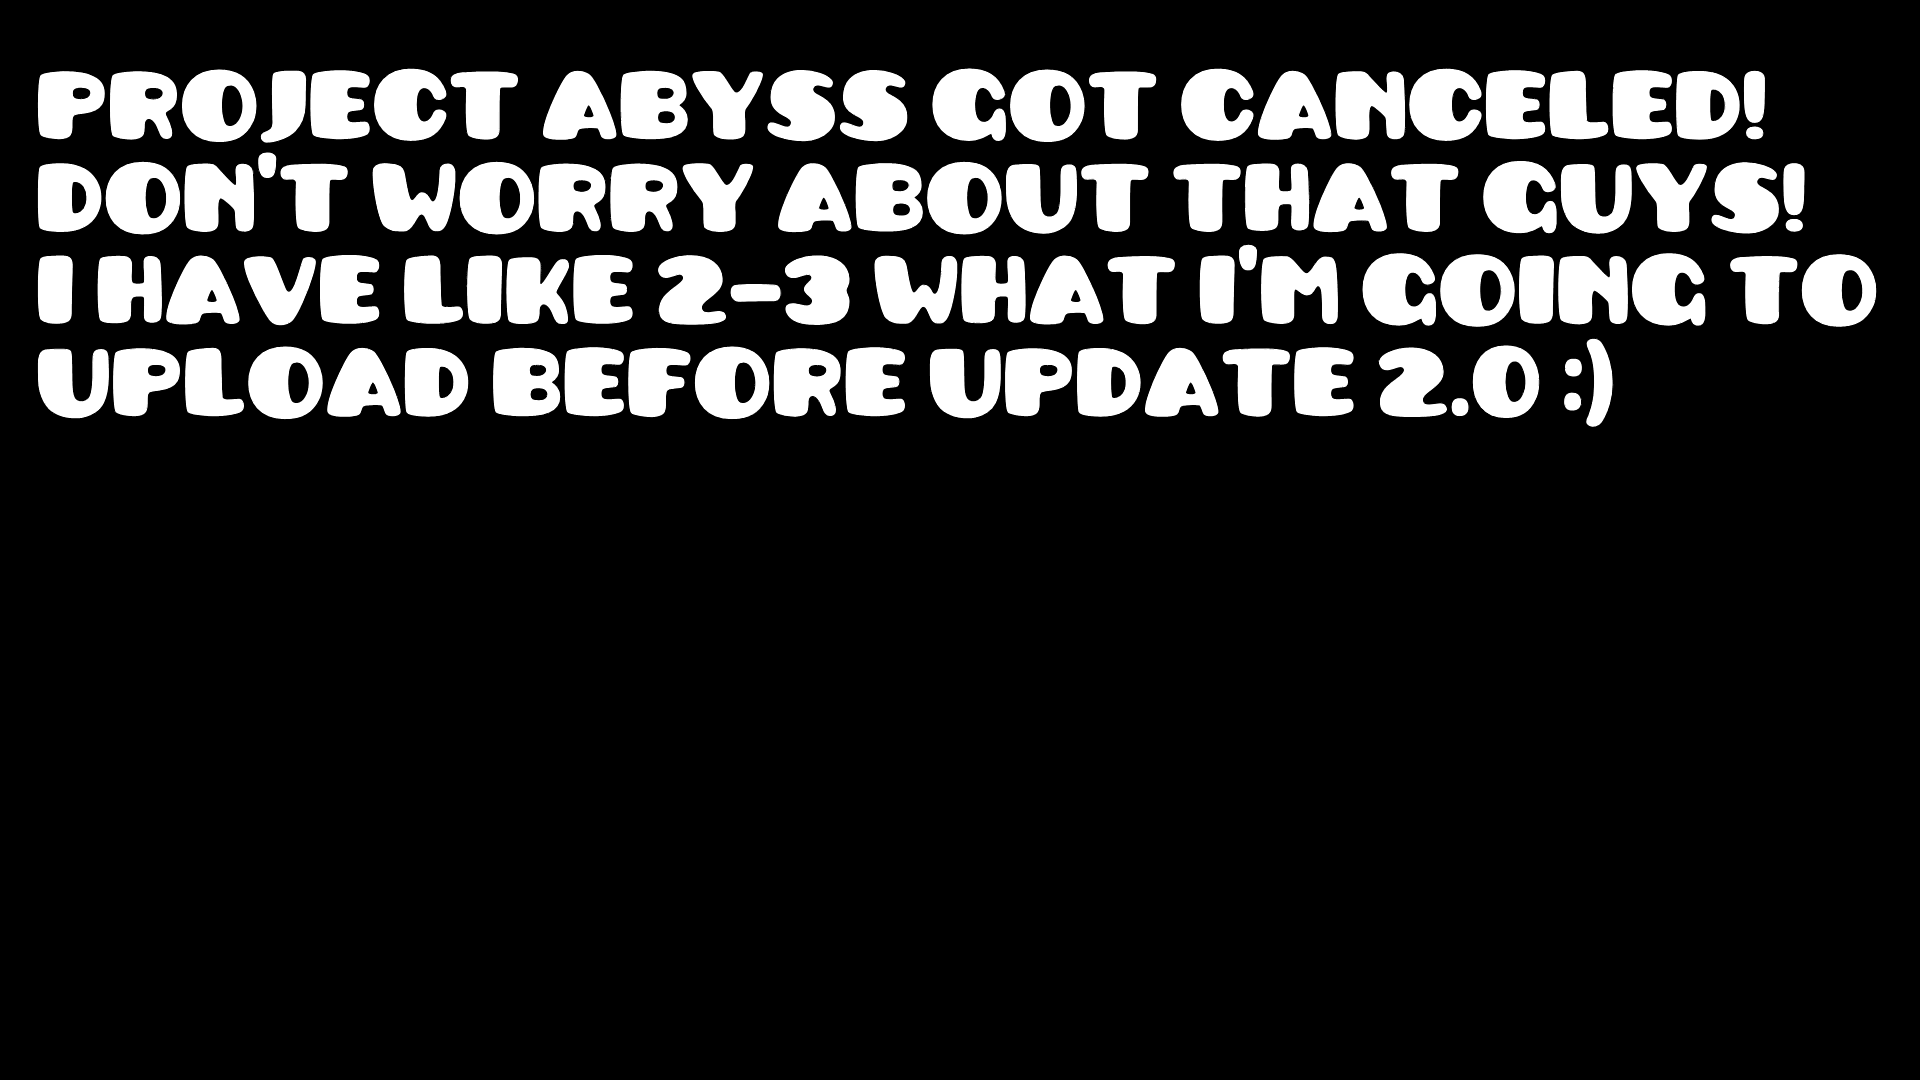 PROJECT ABYSS GOT CANCELED!
DON'T WORRY ABOUT THAT GUYS!
I HAVE LIKE 2-3 WHAT I'M GOING TO
UPLOAD BEFORE UPDATE 2.0 :)